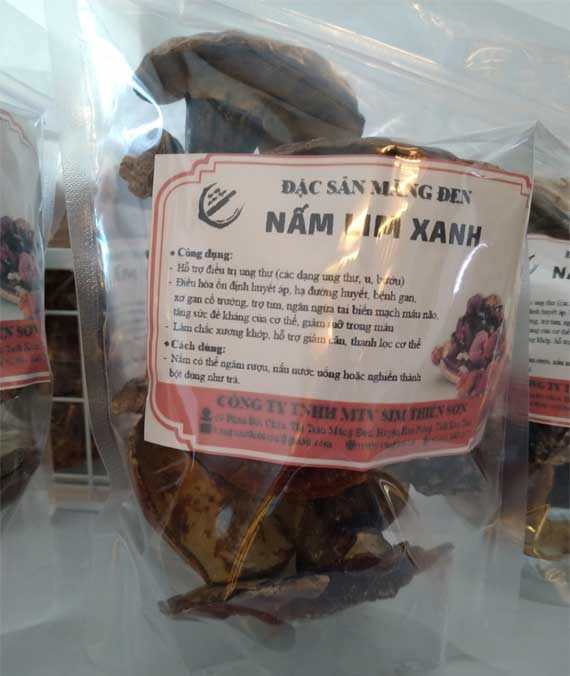 ĐẶC SẢN MĂNG ĐEN
NẤM LIM XANH
Công dụng:
- Hỗ trợ điều trị ung thư (các dạng ung thư, u, bướu)
- Điều hòa ổn định huyết áp, hạ đường huyết, bệnh gan,
xơ gan cổ trướng, trợ tim, ngăn ngừa tai biến mạch máu não,
tăng sức đề kháng của cơ thể, giảm mỡ trong máu
- Làm chắc xương khớp, hỗ trợ giảm cân, thanh lọc cơ thể
Cách dùng:
- Nấm có thể ngâm rượu, nấu nước uống hoặc nghiền thành
bột dùng như trà.
CÔNG TY TNHH MTV SIM THIÊN SƠN
Măng Đen, Huyện